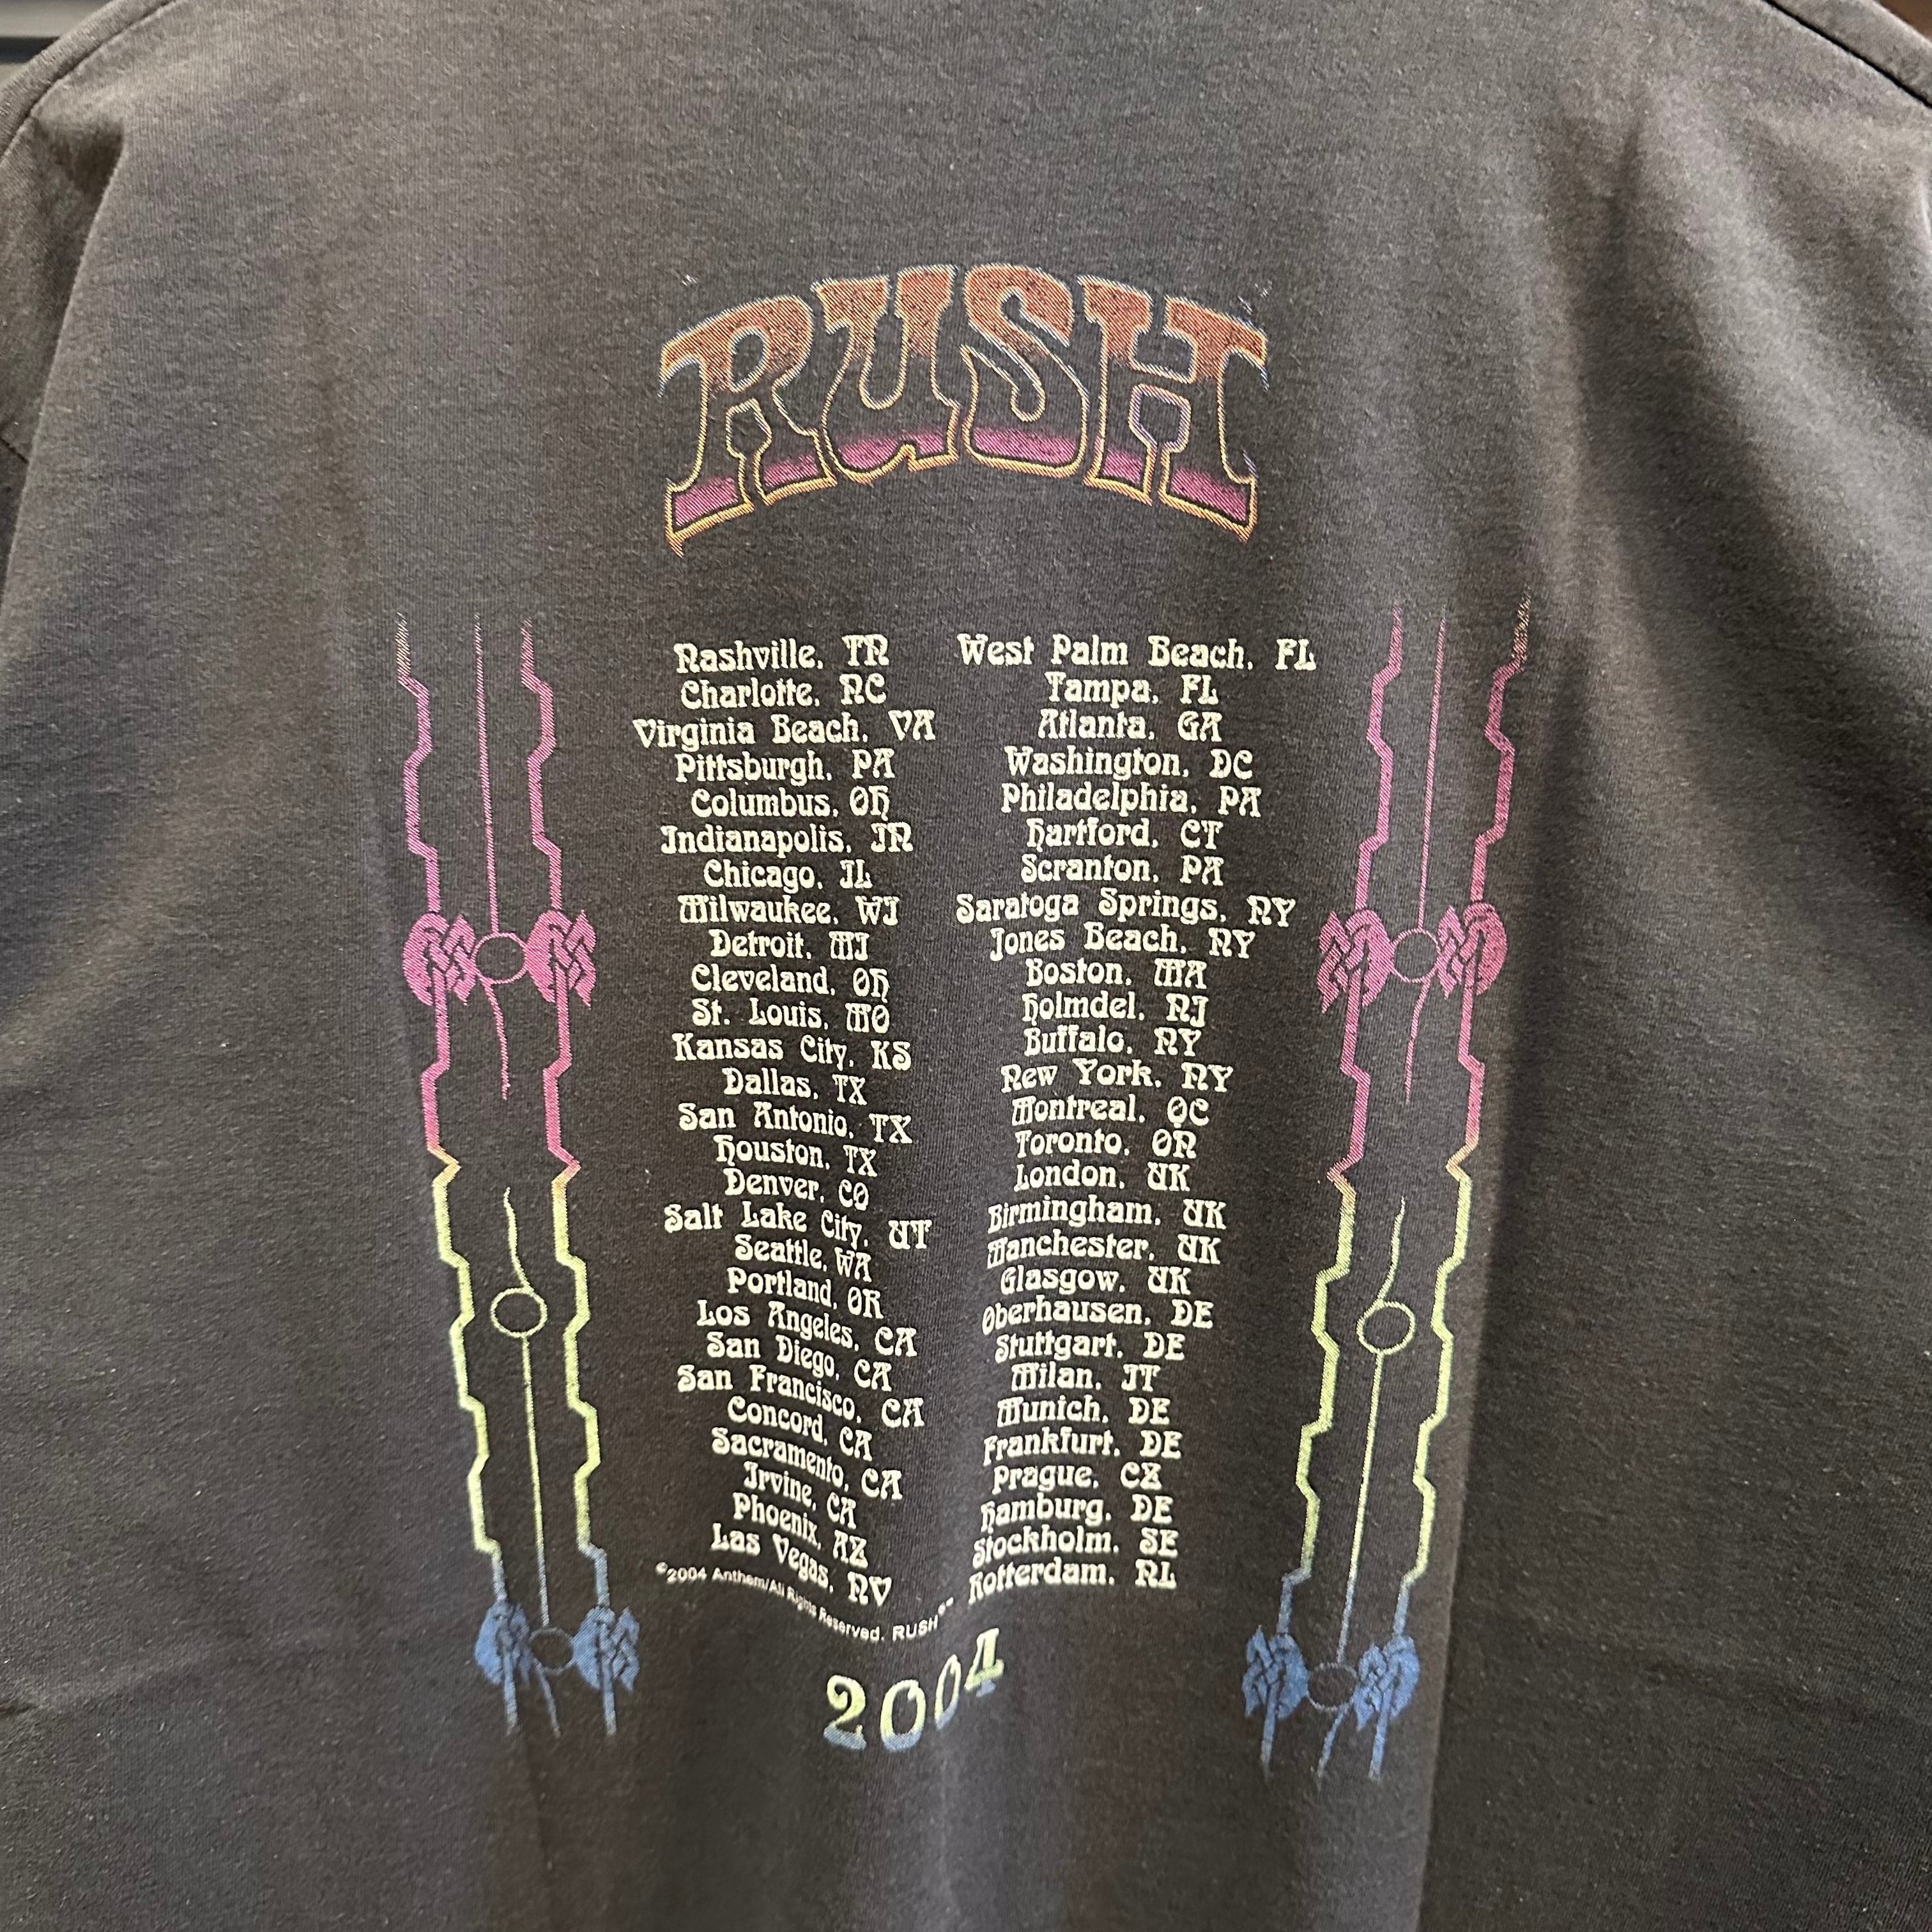 RUSH
Nashville, TN
Charlotte, NC
Virginia Beach, VA
Pittsburgh, PA
Columbus, OH
Indianapolis, IN
Chicago, IL
Milwaukee, WI
Detroit, MI
Cleveland, OH
St. Louis, MO
Kansas City, KS
Dallas, TX
San Antonio, TX
Houston, TX
Denver, CO
Salt Lake City, UT
Seattle, WA
Portland, OR
Los Angeles, CA
San Diego, CA
San Francisco, CA
Concord, CA
Sacramento, CA
Irvine, CA
Phoenix, AZ
Las Vegas, NV
West Palm Beach, FL
Tampa, FL
Atlanta, GA
Washington, DC
Philadelphia, PA
Hartford, CT
Scranton, PA
Saratoga Springs, NY
Jones Beach, NY
Boston, MA
Holmdel, NJ
Buffalo, NY
New York, NY
Montreal, QC
Toronto, ON
London, UK
Birmingham, UK
Manchester, UK
Glasgow, UK
Oberhausen, DE
Stuttgart, DE
Milan, IT
Munich, DE
Frankfurt, DE
Prague, CZ
Hamburg, DE
Stockholm, SE
Rotterdam, NL
©2004 Anthem/All Rights Reserved. RUSH
2004